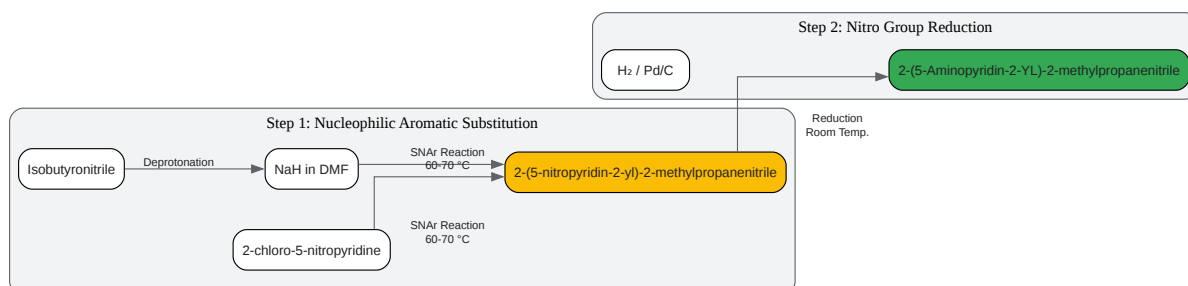 Step 2: Nitro Group Reduction
H₂ / Pd/C
2-(5-Aminopyridin-2-YL)-2-methylpropanenitrile
Reduction
Room Temp.
Step 1: Nucleophilic Aromatic Substitution
Isobutyronitrile
Deprotonation
NaH in DMF
SNAr Reaction
60-70 °C
2-(5-nitropyridin-2-yl)-2-methylpropanenitrile
SNAr Reaction
60-70 °C
2-chloro-5-nitropyridine